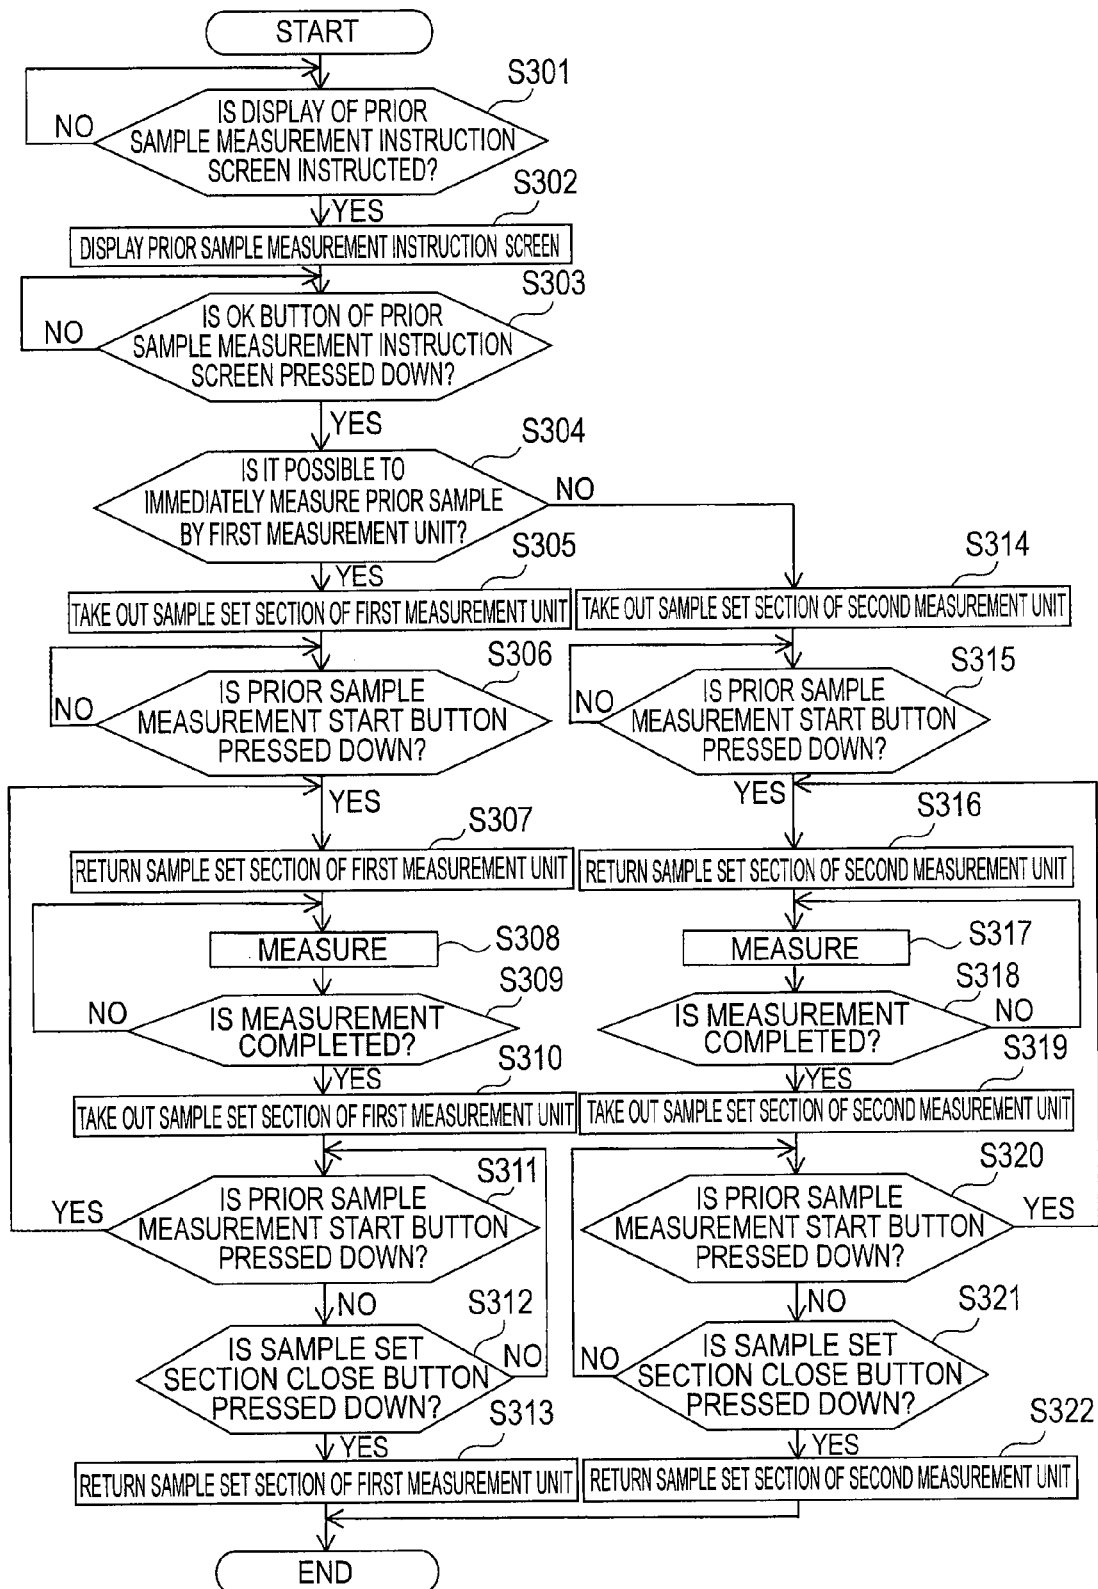 START
S301
IS DISPLAY OF PRIOR
SAMPLE MEASUREMENT INSTRUCTION
SCREEN INSTRUCTED?
NO
YES
S302
DISPLAY PRIOR SAMPLE MEASUREMENT INSTRUCTION SCREEN
S303
IS OK BUTTON OF PRIOR
SAMPLE MEASUREMENT INSTRUCTION
SCREEN PRESSED DOWN?
NO
YES
S304
IS IT POSSIBLE TO
IMMEDIATELY MEASURE PRIOR SAMPLE
BY FIRST MEASUREMENT UNIT?
NO
YES
S305
TAKE OUT SAMPLE SET SECTION OF FIRST MEASUREMENT UNIT
S306
IS PRIOR SAMPLE
MEASUREMENT START BUTTON
PRESSED DOWN?
NO
YES
S307
RETURN SAMPLE SET SECTION OF FIRST MEASUREMENT UNIT
MEASURE
S308
S309
IS MEASUREMENT
COMPLETED?
NO
YES
S310
TAKE OUT SAMPLE SET SECTION OF FIRST MEASUREMENT UNIT
S311
IS PRIOR SAMPLE
MEASUREMENT START BUTTON
PRESSED DOWN?
YES
NO
S312
IS SAMPLE SET
SECTION CLOSE BUTTON
PRESSED DOWN?
NO
YES
S313
RETURN SAMPLE SET SECTION OF FIRST MEASUREMENT UNIT
S314
TAKE OUT SAMPLE SET SECTION OF SECOND MEASUREMENT UNIT
S315
IS PRIOR SAMPLE
MEASUREMENT START BUTTON
PRESSED DOWN?
NO
YES
S316
RETURN SAMPLE SET SECTION OF SECOND MEASUREMENT UNIT
MEASURE
S317
S318
IS MEASUREMENT
COMPLETED?
NO
YES
S319
TAKE OUT SAMPLE SET SECTION OF SECOND MEASUREMENT UNIT
S320
IS PRIOR SAMPLE
MEASUREMENT START BUTTON
PRESSED DOWN?
YES
NO
S321
IS SAMPLE SET
SECTION CLOSE BUTTON
PRESSED DOWN?
NO
YES
S322
RETURN SAMPLE SET SECTION OF SECOND MEASUREMENT UNIT
END